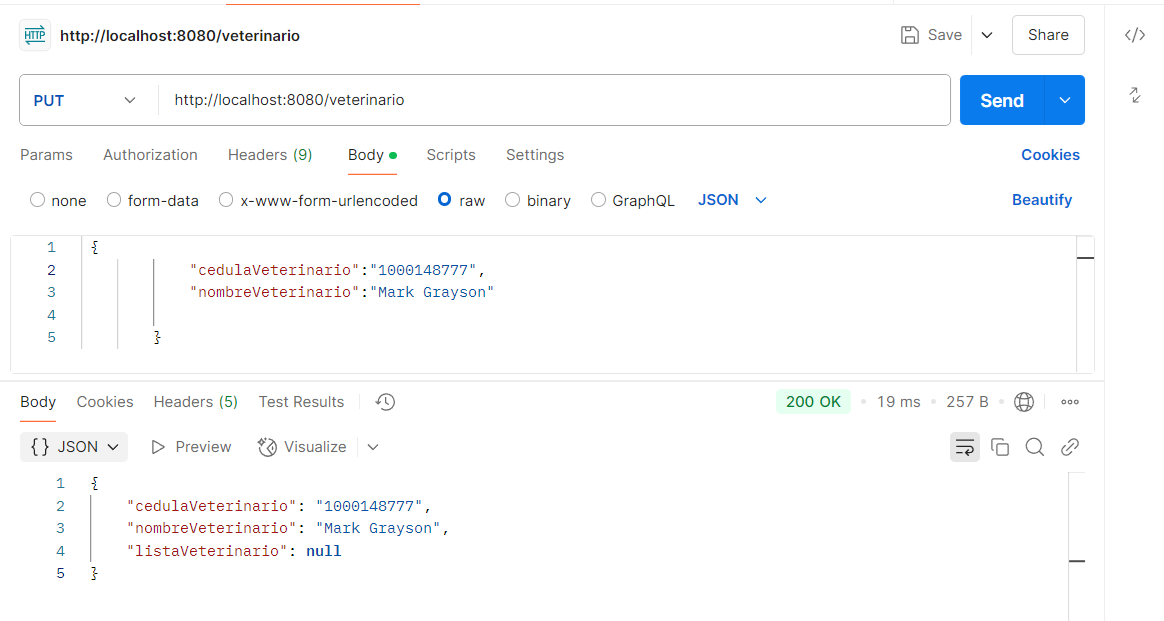 HTTP http://localhost:8080/veterinario Save Share
PUT http://localhost:8080/veterinario Send
Params Authorization Headers (9) Body Scripts Settings Cookies
none form-data x-www-form-urlencoded raw binary GraphQL JSON Beautify
1 {
2 "cedulaVeterinario":"1000148777",
3 "nombreVeterinario":"Mark Grayson"
4
5 }
Body Cookies Headers (5) Test Results 200 OK 19 ms 257 B
{} JSON Preview Visualize
1 {
2 "cedulaVeterinario": "1000148777",
3 "nombreVeterinario": "Mark Grayson",
4 "listaVeterinario": null
5 }